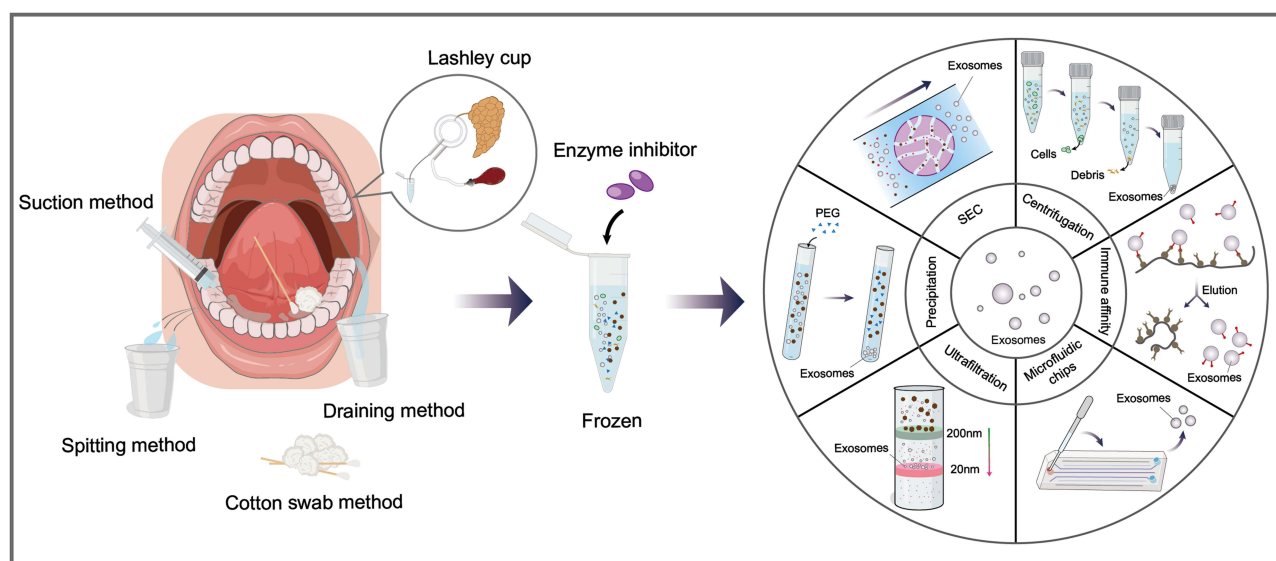 Lashley cup
Suction method
Spitting method
Draining method
Cotton swab method
Enzyme inhibitor
Frozen
Exosomes
SEC
Cells
Debris
Exosomes
Centrifugation
PEG
Exosomes
Precipitation
Exosomes
Immune affinity
Elution
Exosomes
Ultrafiltration
200nm
Exosomes
20nm
Microfluidic
chips
Exosomes